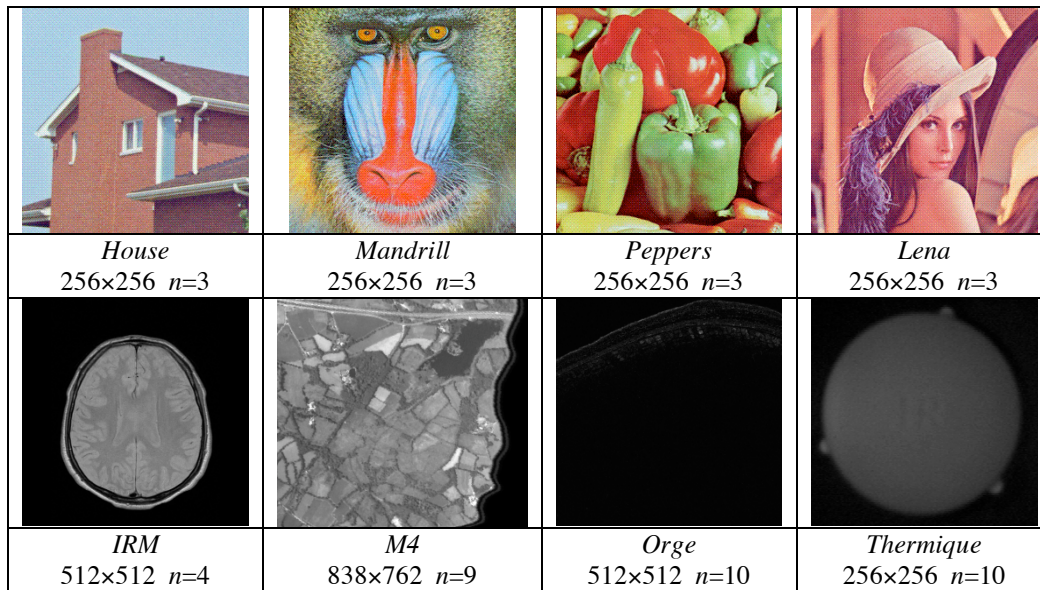 House
256×256 n=3
Mandrill
256×256 n=3
Peppers
256×256 n=3
Lena
256×256 n=3
IRM
512×512 n=4
M4
838×762 n=9
Orge
512×512 n=10
Thermique
256×256 n=10